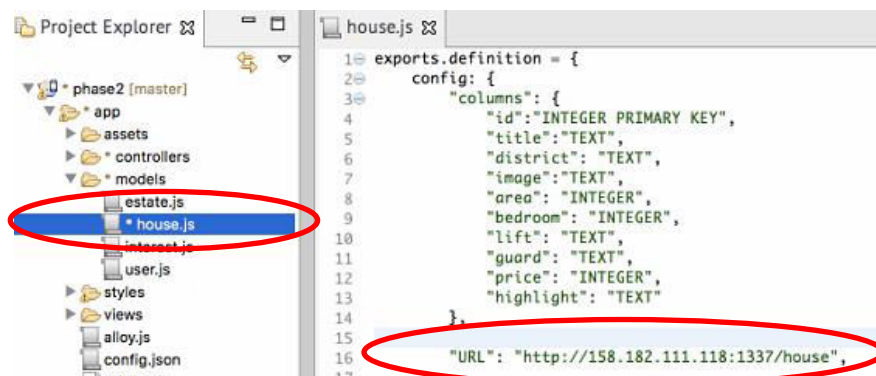 Project Explorer
* phase2 [master]
* app
assets
* controllers
* models
estate.js
* house.js
interest.js
user.js
styles
views
alloy.js
config.json
house.js
1 exports.definition = {
2 config: {
3 "columns": {
4 "id":"INTEGER PRIMARY KEY",
5 "title":"TEXT",
6 "district": "TEXT",
7 "image":"TEXT",
8 "area": "INTEGER",
9 "bedroom": "INTEGER",
10 "lift": "TEXT",
11 "guard": "TEXT",
12 "price": "INTEGER",
13 "highlight": "TEXT"
14 },
15
16 "URL": "http://158.182.111.118:1337/house",
17